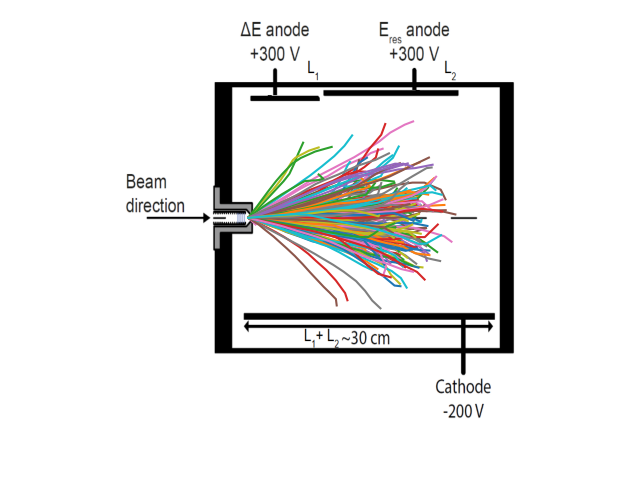 ΔE anode
+300 V
L1
Eres anode
+300 V
L2
Beam
direction
L1+ L2 ~30 cm
Cathode
-200 V